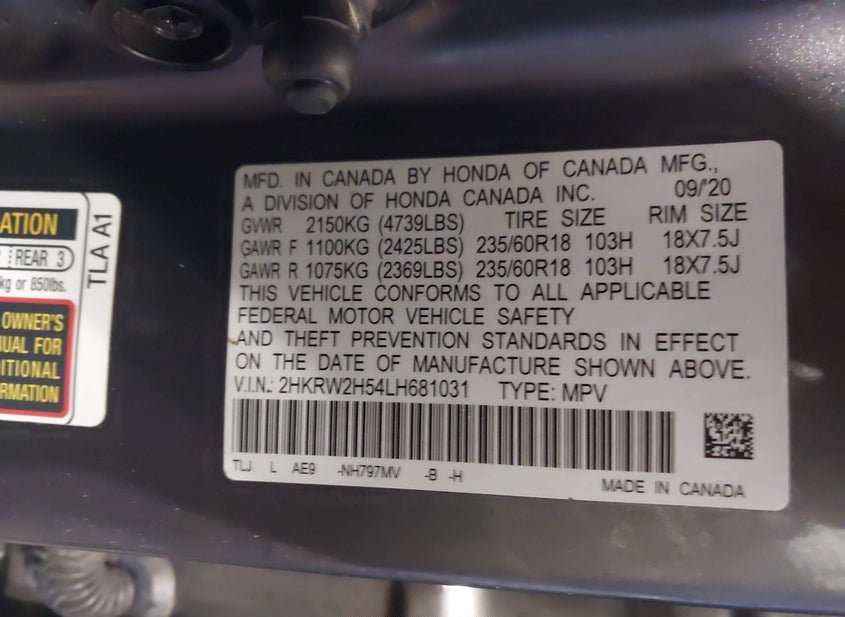 ATION
REAR 3
kg or 850lbs.
OWNER'S
UAL FOR
ITIONAL
RMATION
TLA A1
MFD. IN CANADA BY HONDA OF CANADA MFG.,
A DIVISION OF HONDA CANADA INC. 09/'20
GVWR 2150KG (4739LBS) TIRE SIZE RIM SIZE
GAWR F 1100KG (2425LBS) 235/60R18 103H 18X7.5J
GAWR R 1075KG (2369LBS) 235/60R18 103H 18X7.5J
THIS VEHICLE CONFORMS TO ALL APPLICABLE
FEDERAL MOTOR VEHICLE SAFETY
AND THEFT PREVENTION STANDARDS IN EFFECT
ON THE DATE OF MANUFACTURE SHOWN ABOVE.
V.I.N.: 2HKRW2H54LH681031 TYPE: MPV
TLJ L AE9 -NH797MV -B -H
MADE IN CANADA